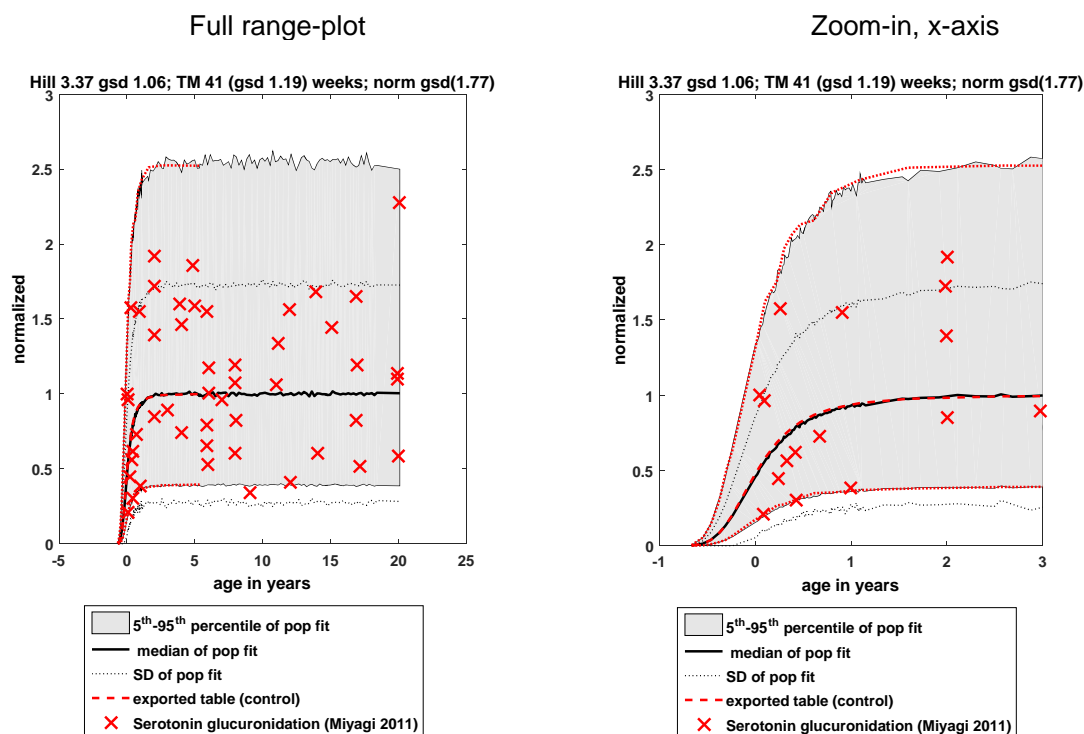 Full range-plot
Hill 3.37 gsd 1.06; TM 41 (gsd 1.19) weeks; norm gsd(1.77)
3
2.5
2
1.5
1
0.5
0
normalized
-5 0 5 10 15 20 25
age in years
5th-95th percentile of pop fit
median of pop fit
SD of pop fit
exported table (control)
Serotonin glucuronidation (Miyagi 2011)
Zoom-in, x-axis
Hill 3.37 gsd 1.06; TM 41 (gsd 1.19) weeks; norm gsd(1.77)
3
2.5
2
1.5
1
0.5
0
normalized
-1 0 1 2 3
age in years
5th-95th percentile of pop fit
median of pop fit
SD of pop fit
exported table (control)
Serotonin glucuronidation (Miyagi 2011)